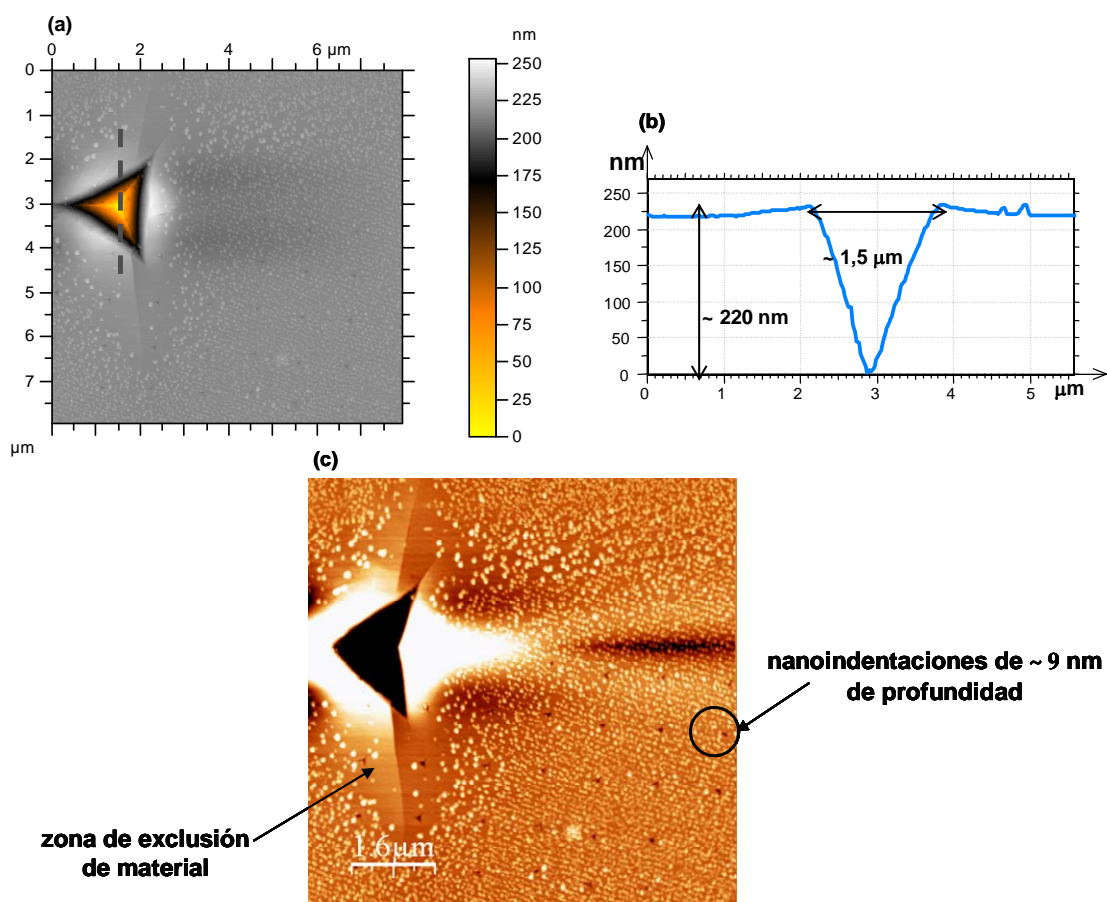 (a)
0 2 4 6 µm
0
1
2
3
4
5
6
7
µm
nm
250
225
200
175
150
125
100
75
50
25
0
(b)
nm
250
200
150
100
50
0
~ 1,5 µm
~ 220 nm
0 1 2 3 4 5
µm
(c)
nanoindentaciones de ~ 9 nm
de profundidad
zona de exclusión
de material
1.6µm